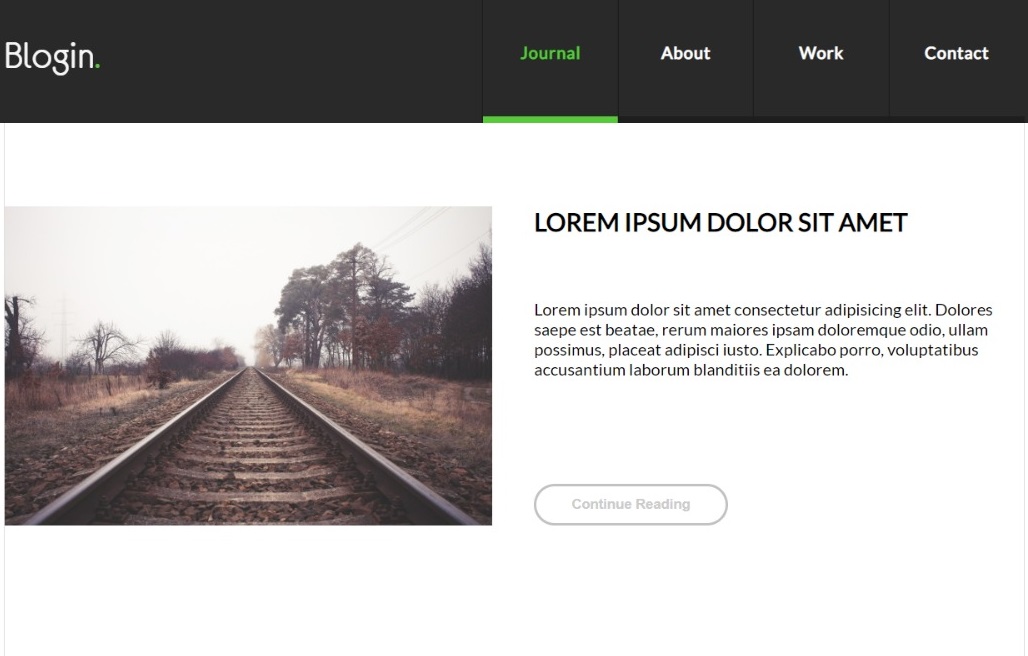 Blogin.
Journal
About
Work
Contact
LOREM IPSUM DOLOR SIT AMET
Lorem ipsum dolor sit amet consectetur adipisicing elit. Dolores
saepe est beatae, rerum maiores ipsam doloremque odio, ullam
possimus, placeat adipisci iusto. Explicabo porro, voluptatibus
accusantium laborum blanditiis ea dolorem.
Continue Reading